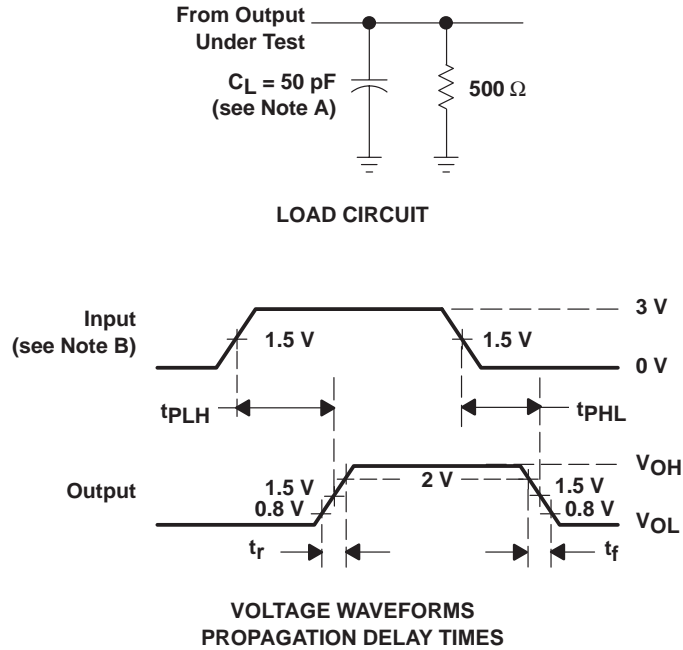 From Output
Under Test
CL = 50 pF
(see Note A)
500 Ω
LOAD CIRCUIT
Input
(see Note B)
1.5 V
1.5 V
3 V
0 V
tPLH
tPHL
Output
1.5 V
0.8 V
2 V
1.5 V
0.8 V
VOH
VOL
tr
tf
VOLTAGE WAVEFORMS
PROPAGATION DELAY TIMES